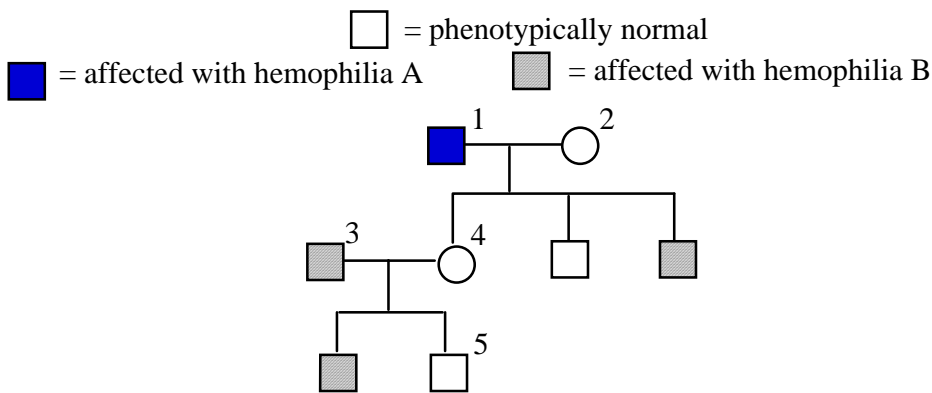 = phenotypically normal
= affected with hemophilia A
= affected with hemophilia B
1
2
3
4
5